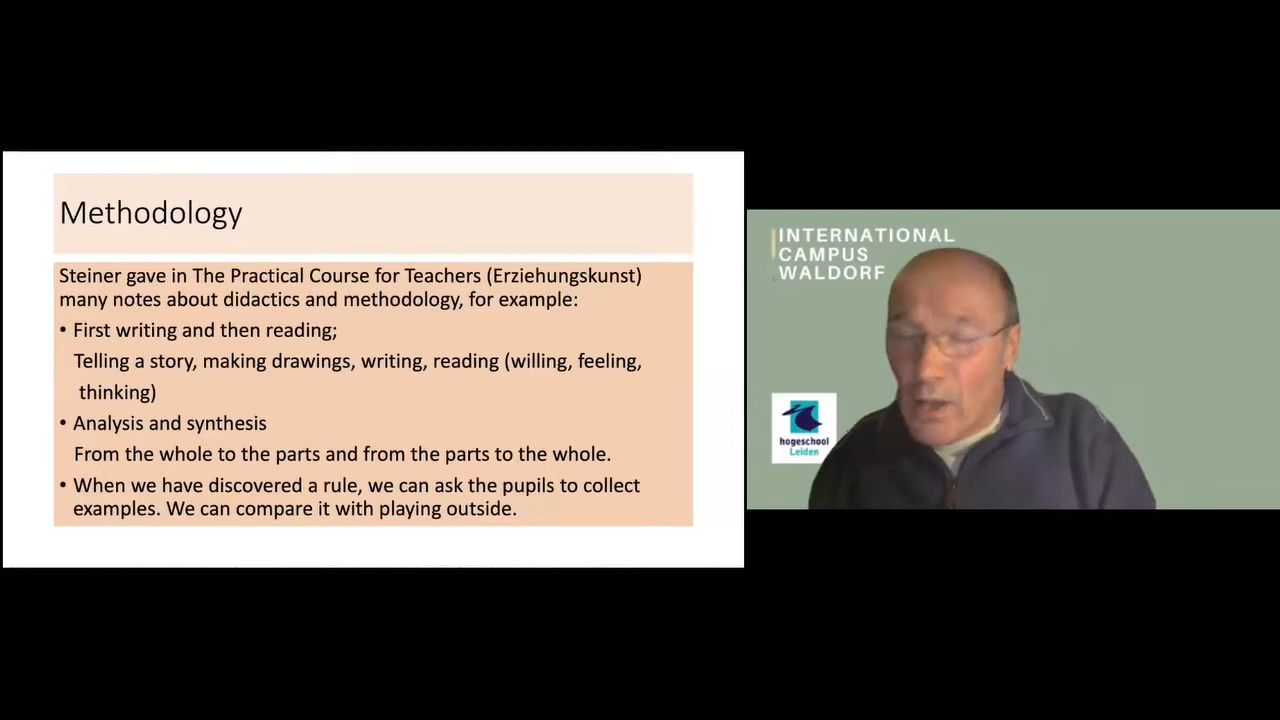 Methodology
Steiner gave in The Practical Course for Teachers (Erziehungskunst)
many notes about didactics and methodology, for example:
• First writing and then reading;
Telling a story, making drawings, writing, reading (willing, feeling,
thinking)
• Analysis and synthesis
From the whole to the parts and from the parts to the whole.
• When we have discovered a rule, we can ask the pupils to collect
examples. We can compare it with playing outside.
INTERNATIONAL
CAMPUS
WALDORF
hogeschool
Leiden